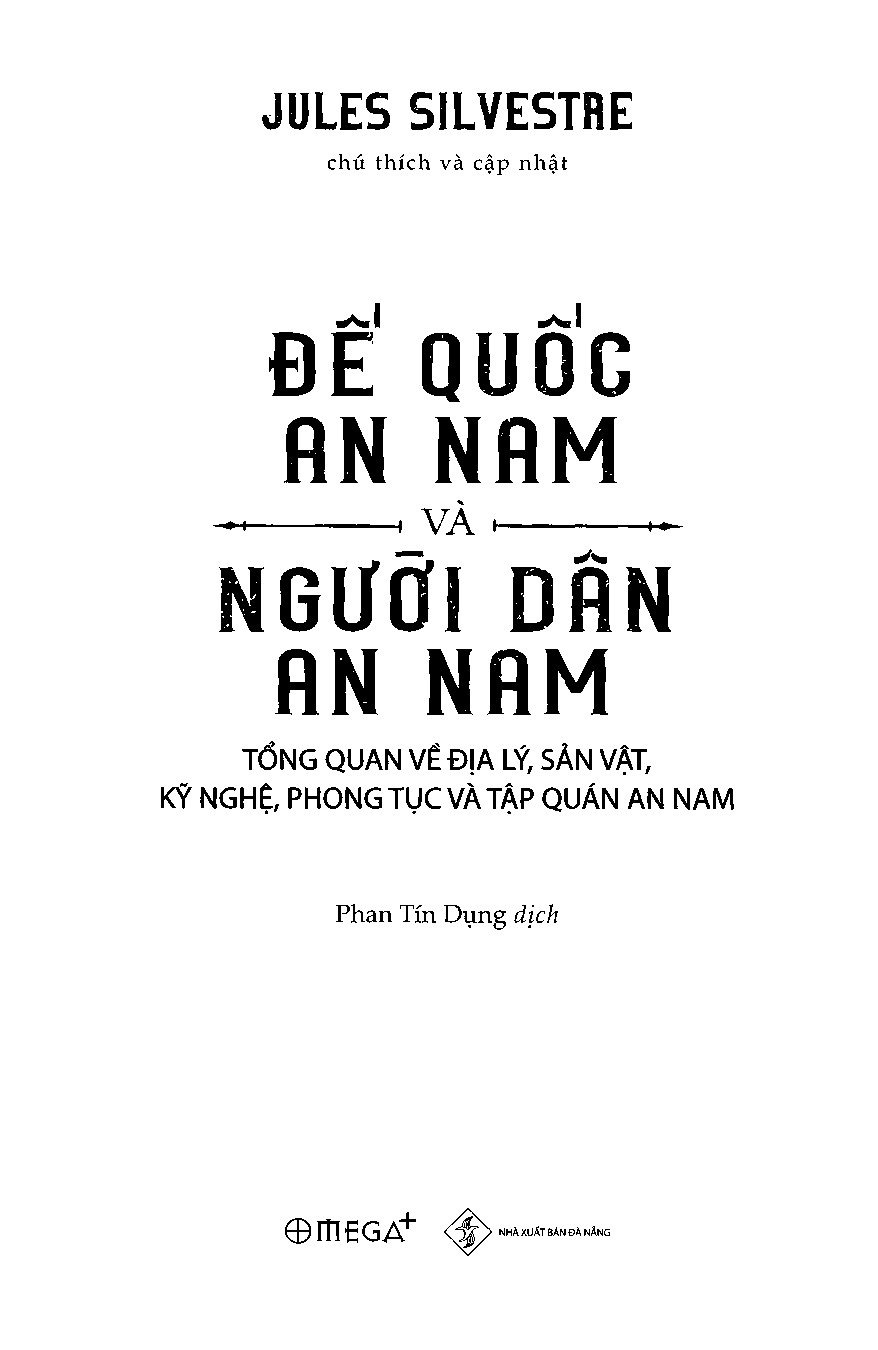 JULES SILVESTRE
chú thích và cập nhật
ĐẾ QUỐC
AN NAM
VÀ
NGƯỜI DÂN
AN NAM
TỔNG QUAN VỀ ĐỊA LÝ, SẢN VẬT,
KỸ NGHỆ, PHONG TỤC VÀ TẬP QUÁN AN NAM
Phan Tín Dụng dịch
OMEGA+ NHÀ XUẤT BẢN ĐÀ NẴNG